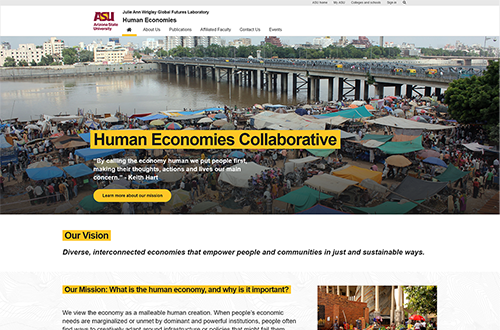 ASU home My ASU Colleges and schools Sign in
ASU Arizona State University
Julie Ann Wrigley Global Futures Laboratory
Human Economies
About Us Publications Affiliated Faculty Contact Us Events
Human Economies Collaborative
"By calling the economy human we put people first,
making their thoughts, actions and lives our main
concern." - Keith Hart
Learn more about our mission
Our Vision
Diverse, interconnected economies that empower people and communities in just and sustainable ways.
Our Mission: What is the human economy, and why is it important?
We view the economy as a malleable human creation. When people's economic
needs are marginalized or unmet by dominant and powerful institutions, people often
find ways to creatively adapt around infrastructure or policies that might fail them.